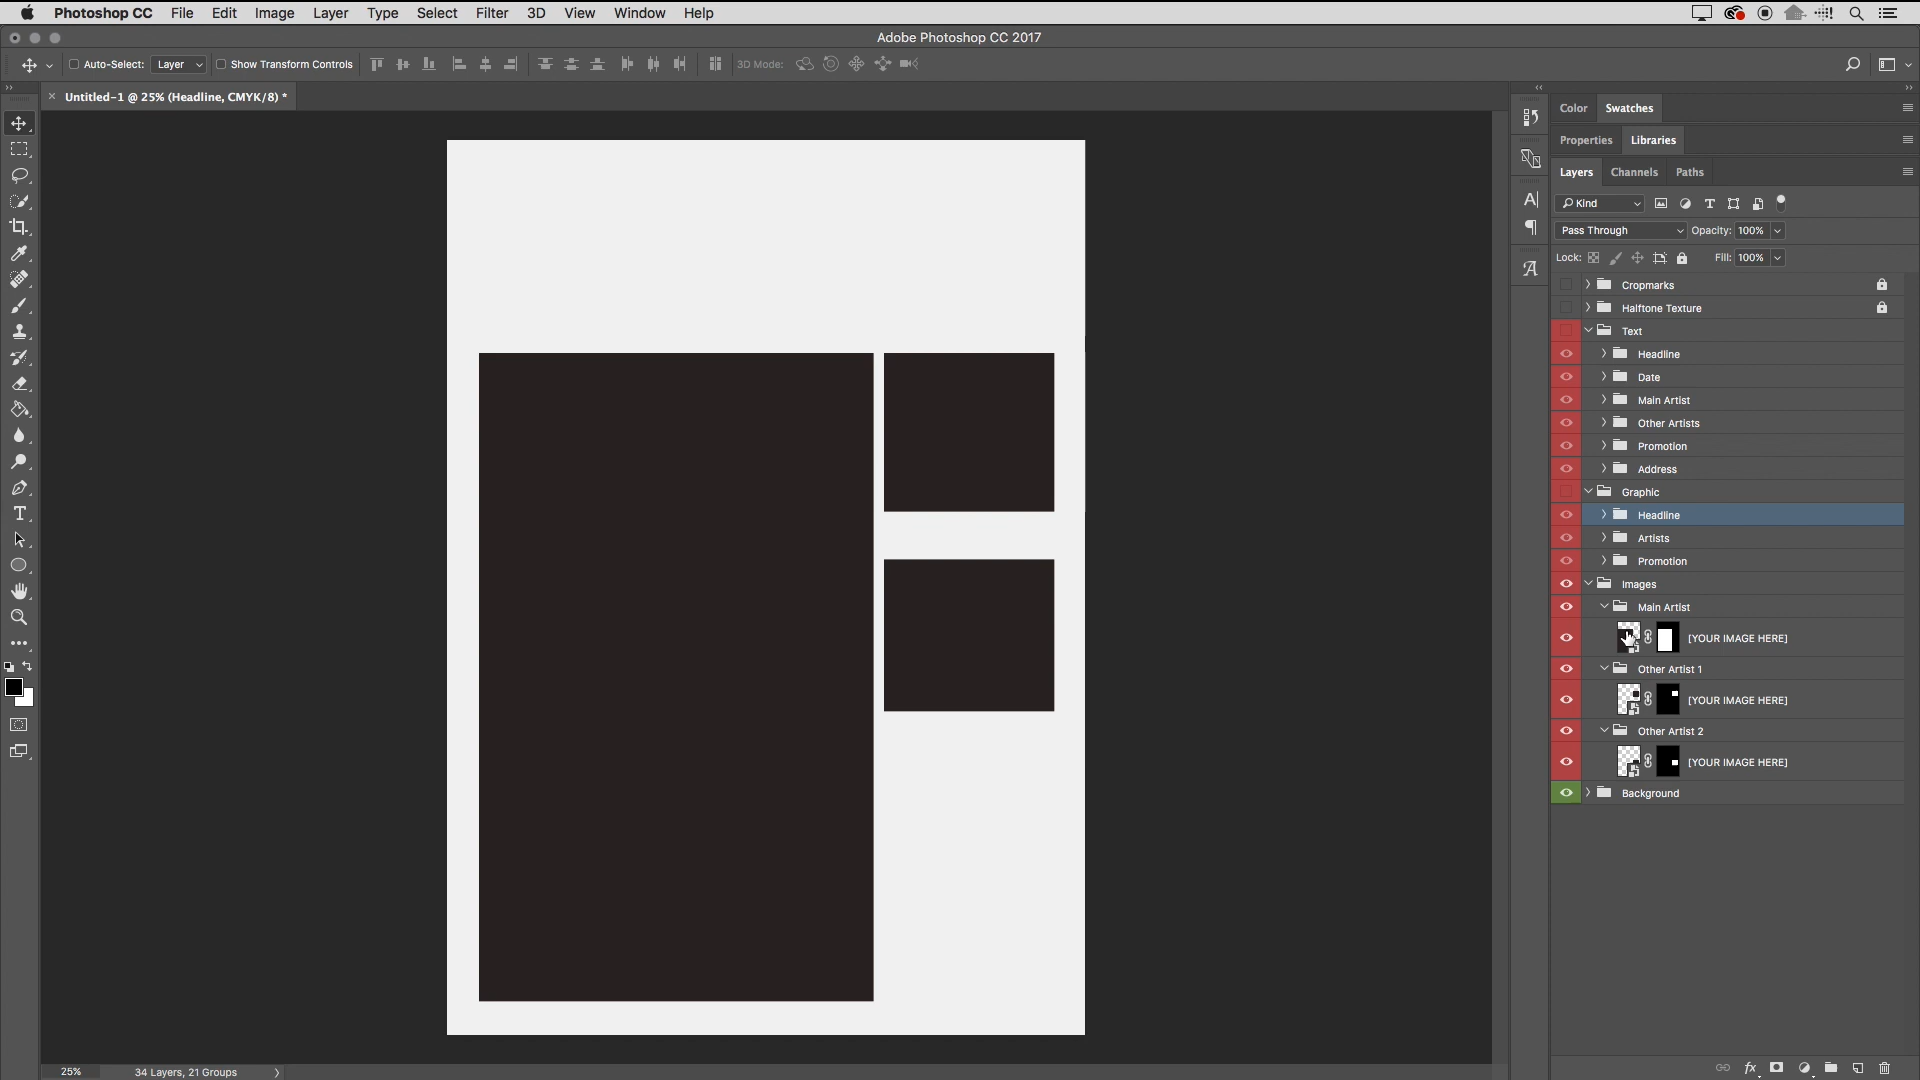 Photoshop CC File Edit Image Layer Type Select Filter 3D View Window Help
Adobe Photoshop CC 2017
Auto-Select: Layer Show Transform Controls 3D Mode:
Untitled-1 @ 25% (Headline, CMYK/8) *
Color Swatches
Properties Libraries
Layers Channels Paths
Kind
Pass Through Opacity: 100%
Lock: Fill: 100%
Cropmarks
Halftone Texture
Text
Headline
Date
Main Artist
Other Artists
Promotion
Address
Graphic
Headline
Artists
Promotion
Images
Main Artist
[YOUR IMAGE HERE]
Other Artist 1
[YOUR IMAGE HERE]
Other Artist 2
[YOUR IMAGE HERE]
Background
25% 34 Layers, 21 Groups